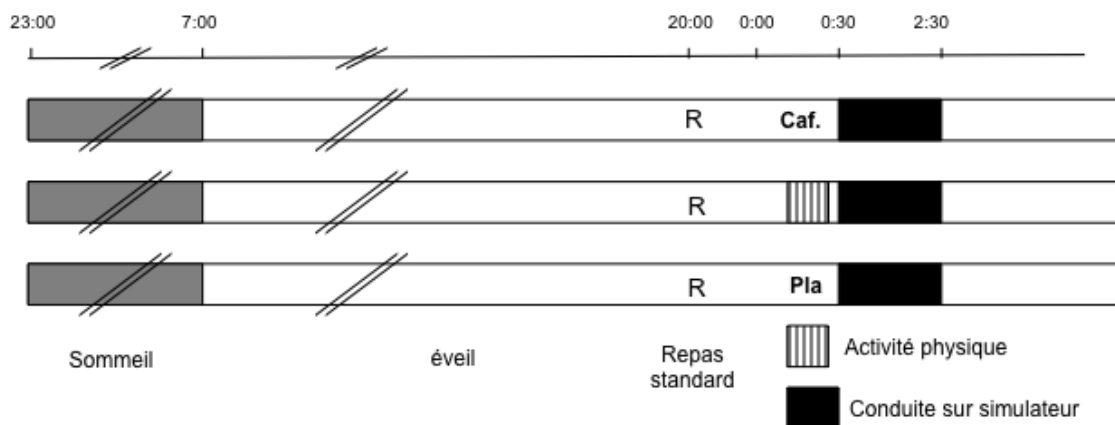 23:00 7:00 20:00 0:00 0:30 2:30
R Caf.
R
R Pla
Activité physique
Sommeil éveil Repas
standard
Conduite sur simulateur